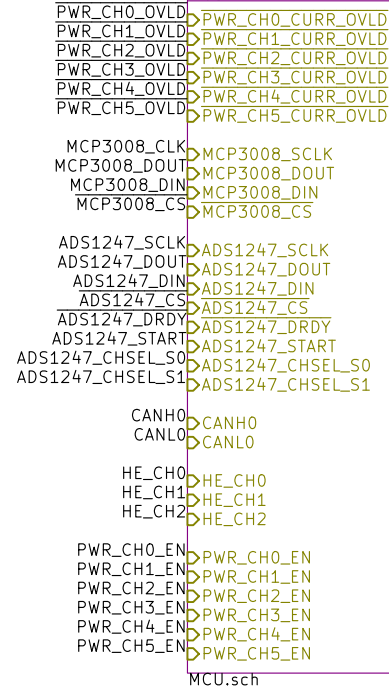 PWR_CH0_OVLD PWR_CH0_CURR_OVLD
PWR_CH1_OVLD PWR_CH1_CURR_OVLD
PWR_CH2_OVLD PWR_CH2_CURR_OVLD
PWR_CH3_OVLD PWR_CH3_CURR_OVLD
PWR_CH4_OVLD PWR_CH4_CURR_OVLD
PWR_CH5_OVLD PWR_CH5_CURR_OVLD
MCP3008_CLK MCP3008_SCLK
MCP3008_DOUT MCP3008_DOUT
MCP3008_DIN MCP3008_DIN
MCP3008_CS MCP3008_CS
ADS1247_SCLK ADS1247_SCLK
ADS1247_DOUT ADS1247_DOUT
ADS1247_DIN ADS1247_DIN
ADS1247_CS ADS1247_CS
ADS1247_DRDY ADS1247_DRDY
ADS1247_START ADS1247_START
ADS1247_CHSEL_S0 ADS1247_CHSEL_S0
ADS1247_CHSEL_S1 ADS1247_CHSEL_S1
CANH0 CANH0
CANL0 CANL0
HE_CH0 HE_CH0
HE_CH1 HE_CH1
HE_CH2 HE_CH2
PWR_CH0_EN PWR_CH0_EN
PWR_CH1_EN PWR_CH1_EN
PWR_CH2_EN PWR_CH2_EN
PWR_CH3_EN PWR_CH3_EN
PWR_CH4_EN PWR_CH4_EN
PWR_CH5_EN PWR_CH5_EN
MCU.sch